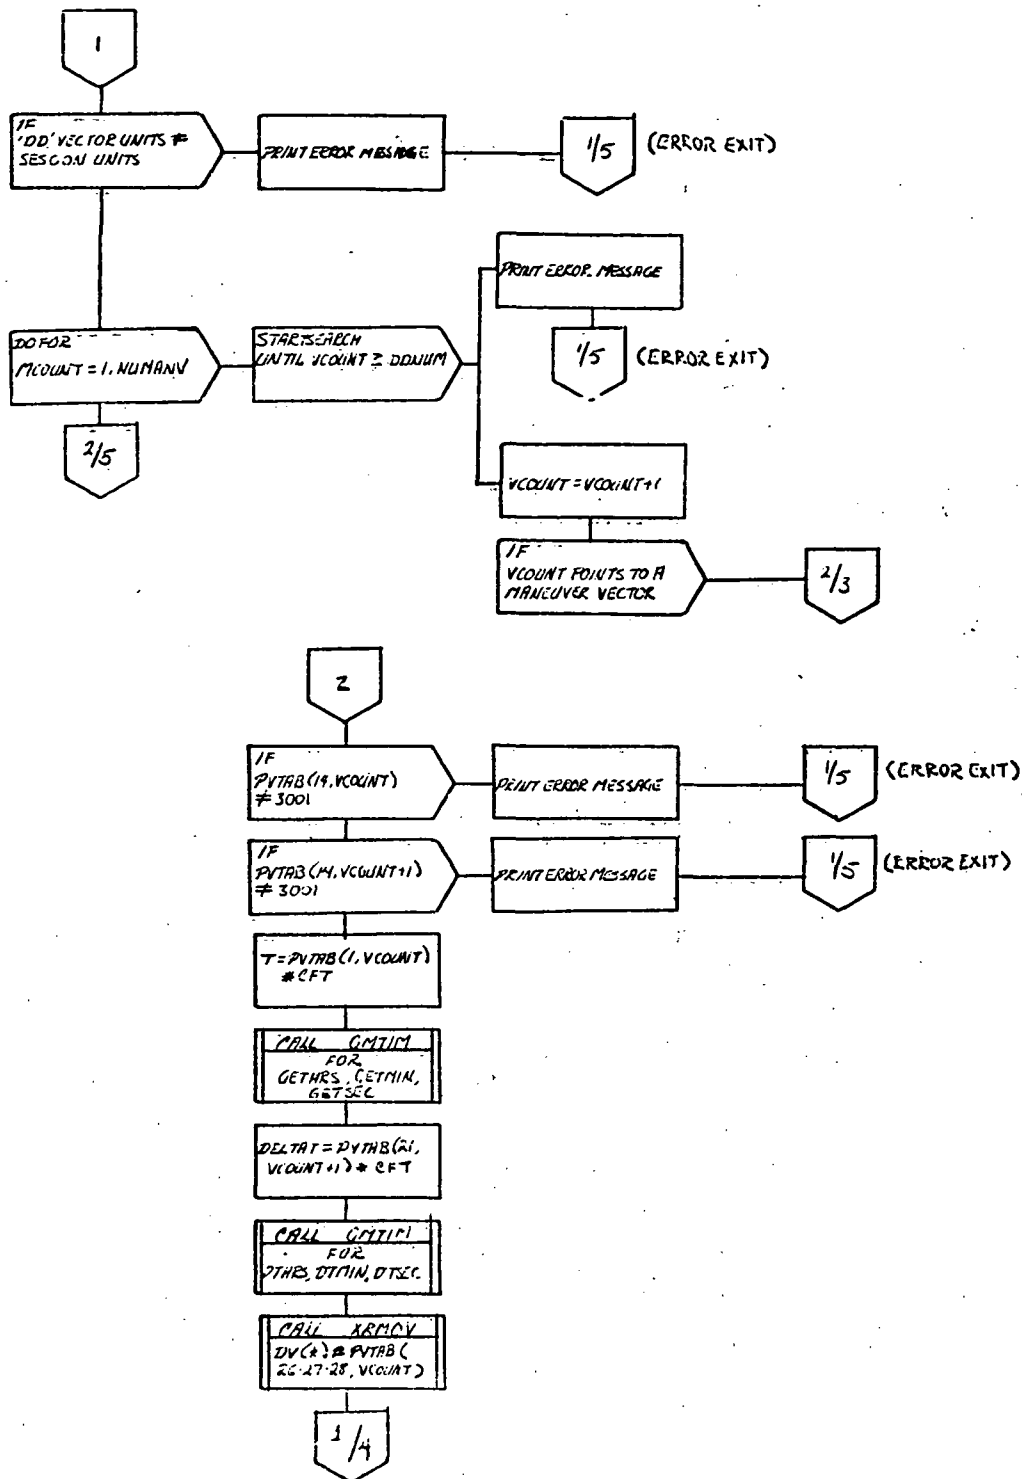 1
IF
'DD' VECTOR UNITS ≠
SESCON UNITS
PRINT ERROR MESSAGE
1/5
(ERROR EXIT)
PRINT ERROR MESSAGE
1/5
(ERROR EXIT)
DO FOR
MCOUNT = 1, NUMANV
STARTSEARCH
UNTIL VCOUNT ≥ DDNUM
2/5
VCOUNT = VCOUNT+1
IF
VCOUNT POINTS TO A
MANEUVER VECTOR
2/3
2
IF
PVTAB(14,VCOUNT)
≠ 3001
PRINT ERROR MESSAGE
1/5
(ERROR EXIT)
IF
PVTAB(14,VCOUNT+1)
≠ 3001
PRINT ERROR MESSAGE
1/5
(ERROR EXIT)
T=PVTAB(1,VCOUNT)
*CFT
CALL GMTIM
FOR
GETHRS, GETMIN,
GETSEC
DELTAT = PVTAB(21,
VCOUNT+1) * CFT
CALL GMTIM
FOR
DTHRS, DTMIN, DTSEC
CALL XRMOV
DV(*) = PVTAB(
26-27-28, VCOUNT)
1/4